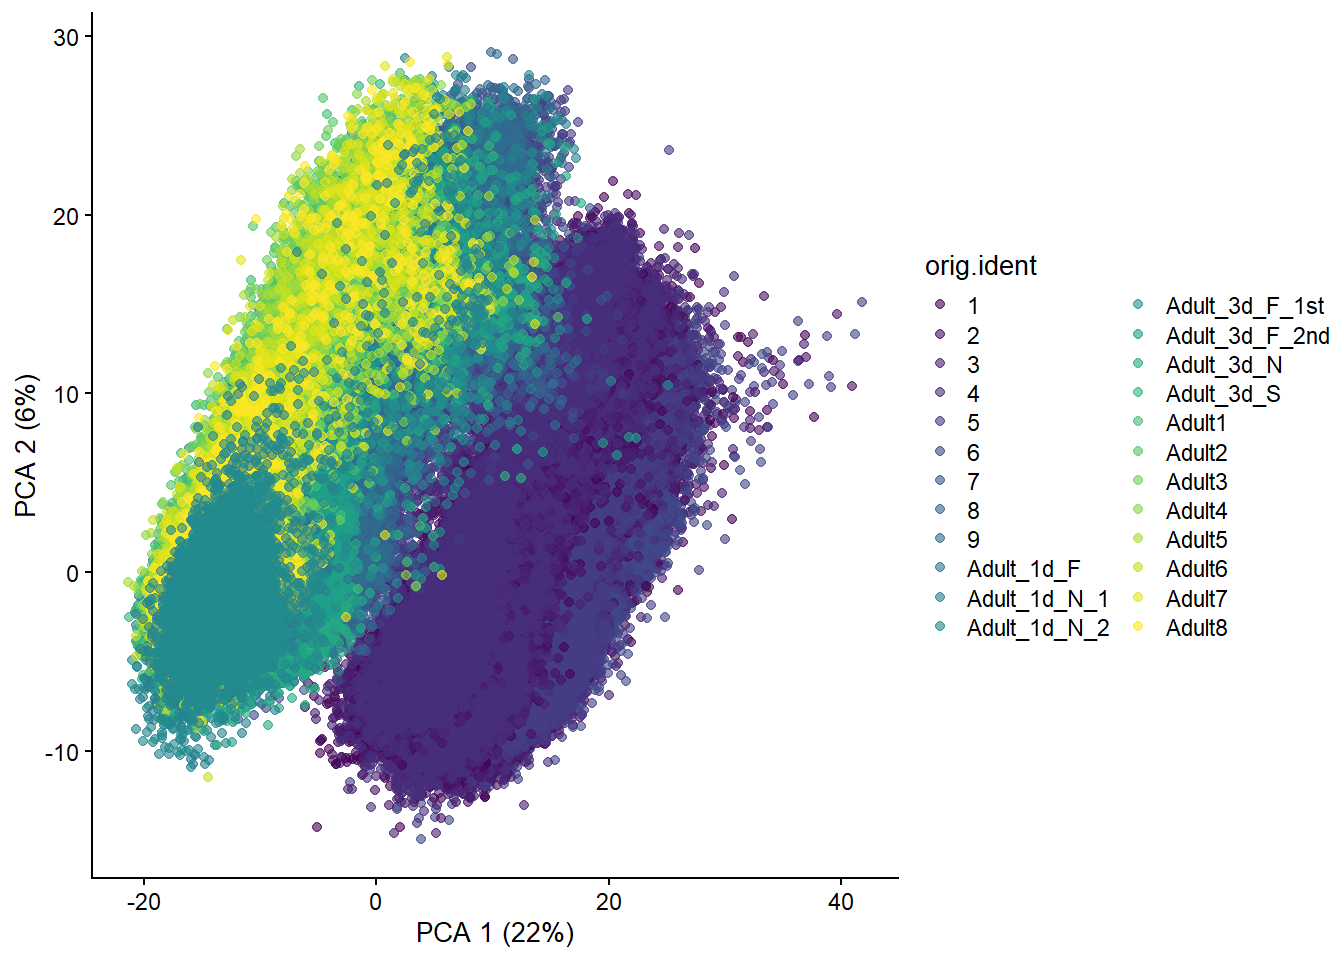 30
20
10
0
-10
PCA 2 (6%)
-20
0
20
40
PCA 1 (22%)
orig.ident
1
2
3
4
5
6
7
8
9
Adult_1d_F
Adult_1d_N_1
Adult_1d_N_2
Adult_3d_F_1st
Adult_3d_F_2nd
Adult_3d_N
Adult_3d_S
Adult1
Adult2
Adult3
Adult4
Adult5
Adult6
Adult7
Adult8